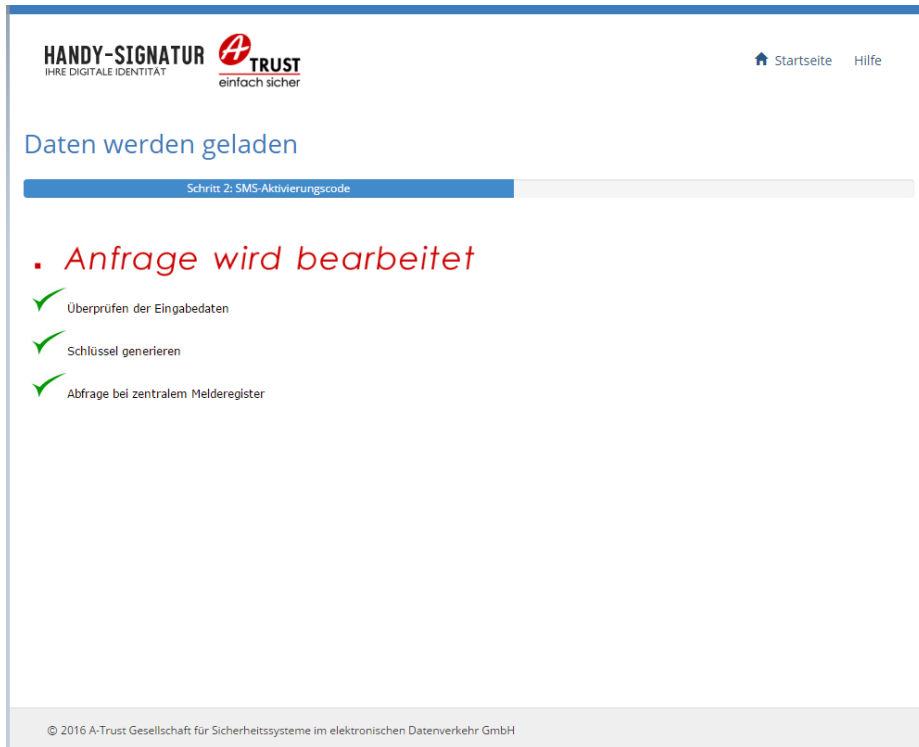 HANDY-SIGNATUR
IHRE DIGITALE IDENTITÄT
A TRUST
einfach sicher
Startseite Hilfe
Daten werden geladen
Schritt 2: SMS-Aktivierungscode
Anfrage wird bearbeitet
Überprüfen der Eingabedaten
Schlüssel generieren
Abfrage bei zentralem Melderegister
© 2016 A-Trust Gesellschaft für Sicherheitssysteme im elektronischen Datenverkehr GmbH